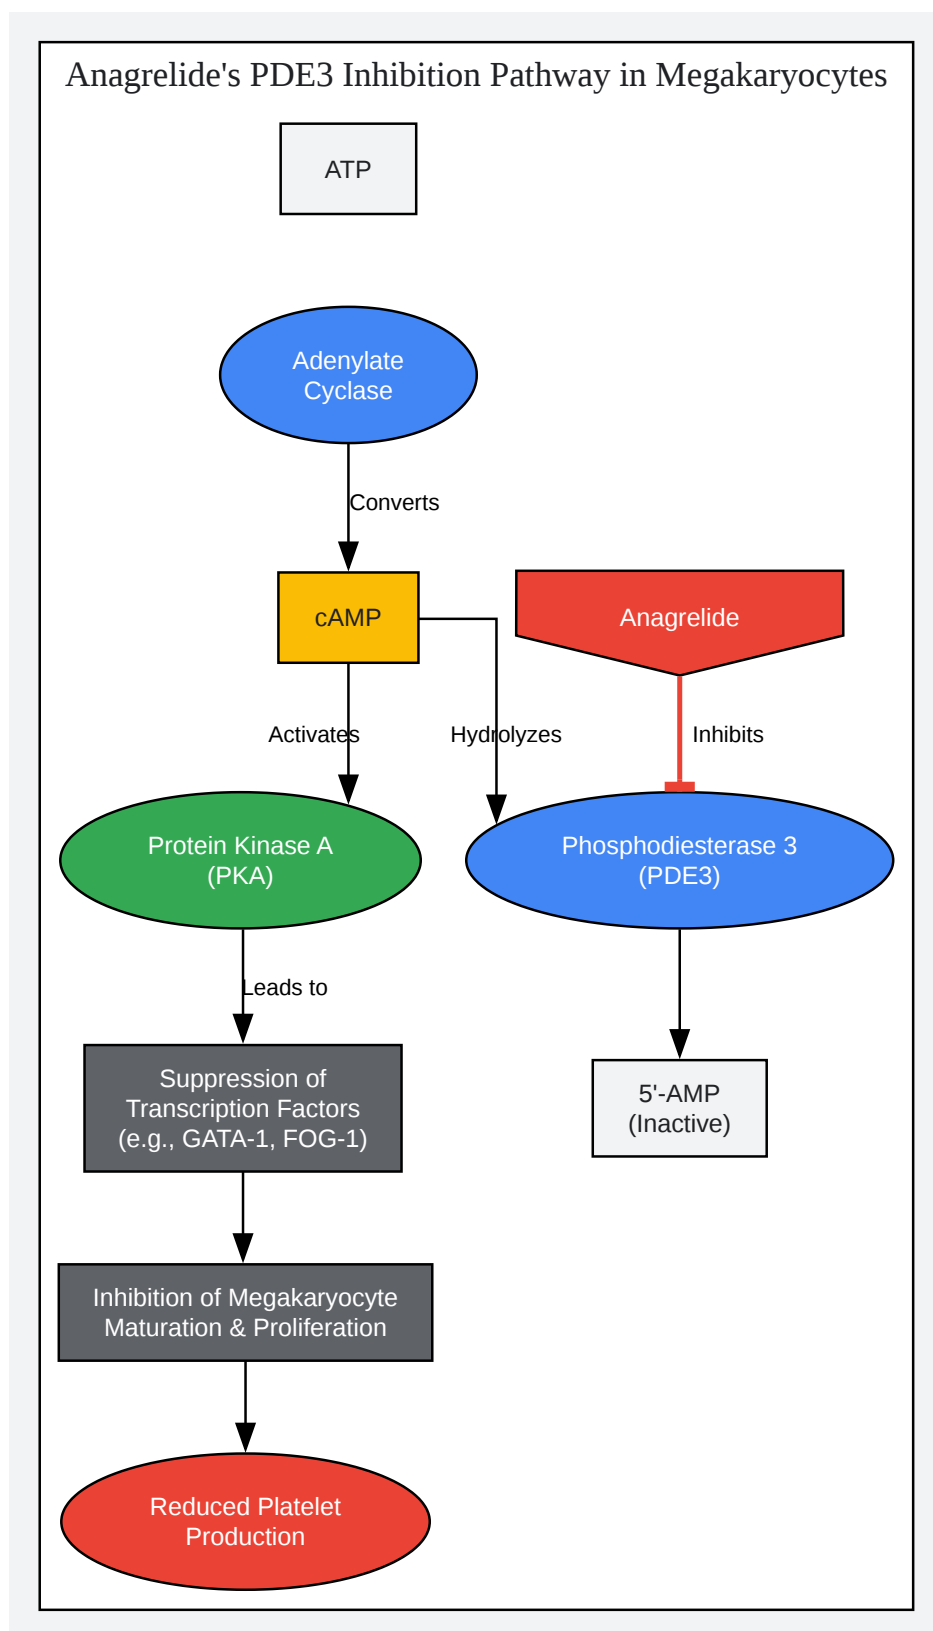 Anagrelide's PDE3 Inhibition Pathway in Megakaryocytes
ATP
Adenylate
Cyclase
Converts
cAMP
Anagrelide
Activates
Hydrolyzes
Inhibits
Protein Kinase A
(PKA)
Phosphodiesterase 3
(PDE3)
Leads to
Suppression of
Transcription Factors
(e.g., GATA-1, FOG-1)
5'-AMP
(Inactive)
Inhibition of Megakaryocyte
Maturation & Proliferation
Reduced Platelet
Production